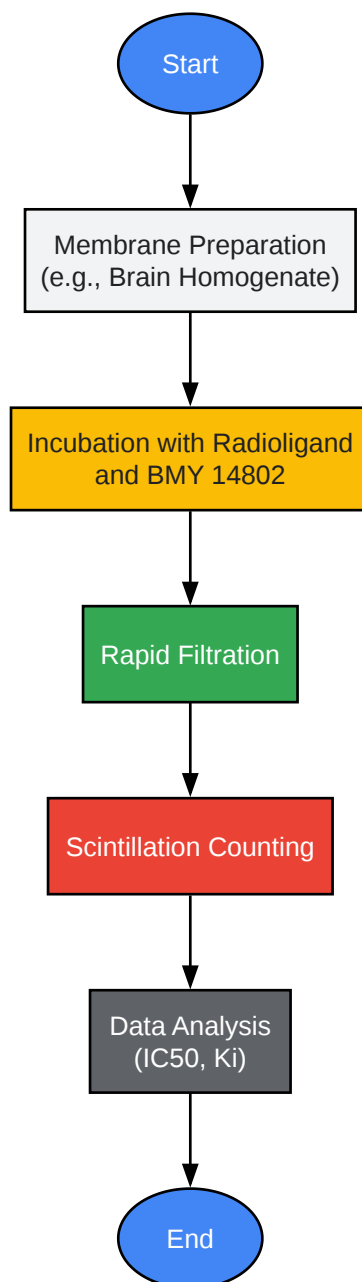 Start
Membrane Preparation
(e.g., Brain Homogenate)
Incubation with Radioligand
and BMY 14802
Rapid Filtration
Scintillation Counting
Data Analysis
(IC50, Ki)
End